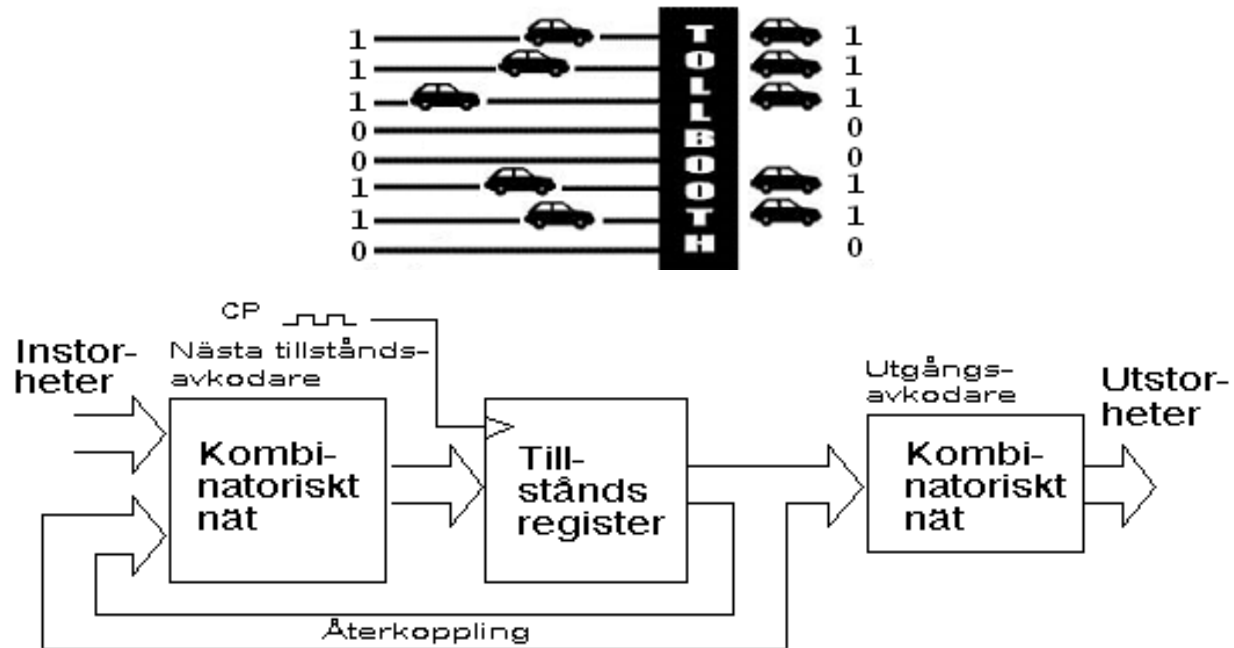 1 1
1 1
1 1
0 0
0 0
1 1
1 1
0 0
TOLLBOOTH
CP
Instor-
heter
Nästa tillstånds-
avkodare
Kombi-
natoriskt
nät
Till-
stånds
register
Utgångs-
avkodare
Kombi-
natoriskt
nät
Utstor-
heter
Återkoppling